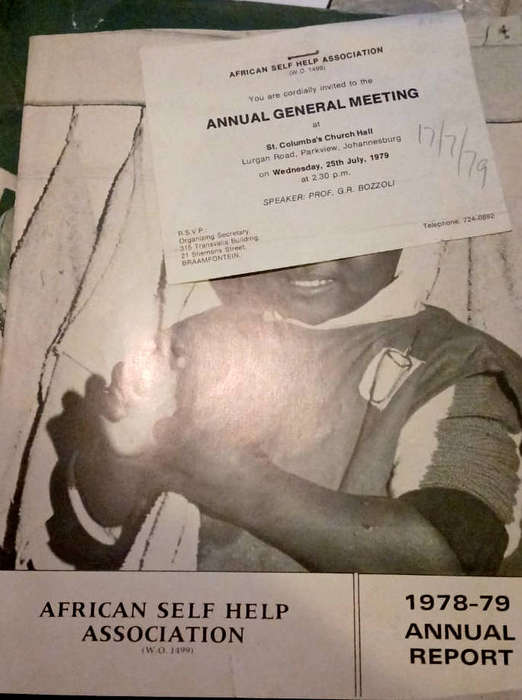 AFRICAN SELF HELP ASSOCIATION
(W.O. 1499)
You are cordially invited to the
ANNUAL GENERAL MEETING
at
St. Columba's Church Hall
Lurgan Road, Parkview, Johannesburg
on Wednesday, 25th July, 1979
at 2.30 p.m.
SPEAKER: PROF. G.R. BOZZOLI
17/7/79
R.S.V.P.:
Organizing Secretary,
315 Transvalia Building,
21 Stiemens Street,
BRAAMFONTEIN.
Telephone: 724-0892
AFRICAN SELF HELP
ASSOCIATION
(W.O. 1499)
1978-79
ANNUAL
REPORT